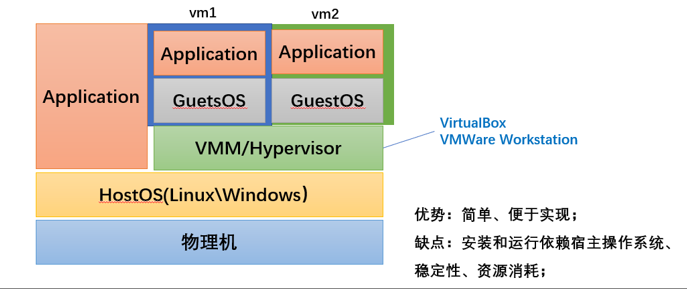 vm1
vm2
Application
Application
Application
GuetsOS
GuestOS
VMM/Hypervisor
VirtualBox
VMWare Workstation
HostOS(Linux\Windows）
物理机
优势：简单、便于实现；
缺点：安装和运行依赖宿主操作系统、
稳定性、资源消耗；